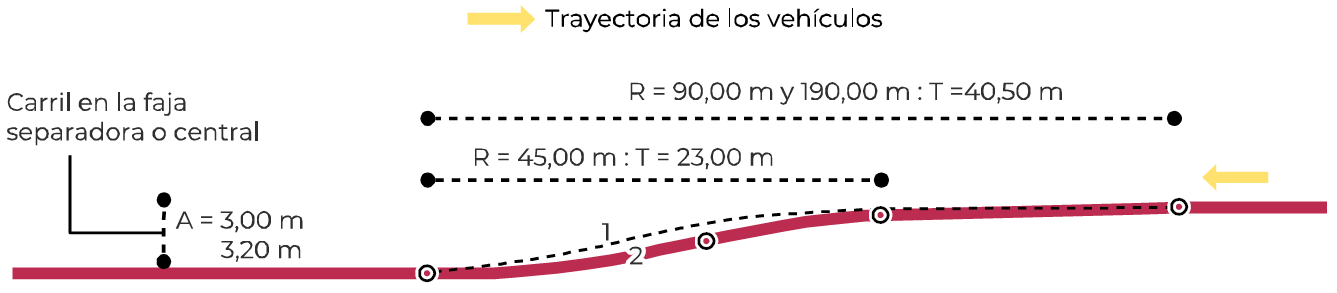 Trayectoria de los vehículos
R = 90,00 m y 190,00 m : T =40,50 m
Carril en la faja
separadora o central
R = 45,00 m : T = 23,00 m
A = 3,00 m
3,20 m
1
2